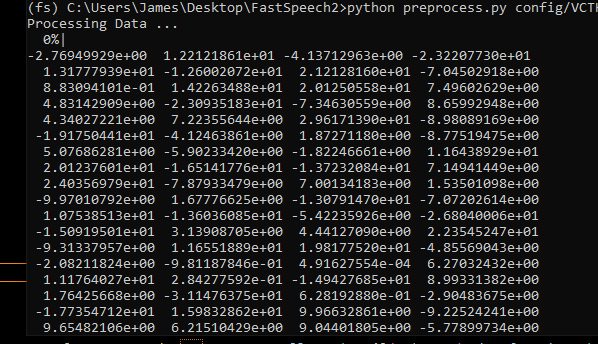 (fs) C:\Users\James\Desktop\FastSpeech2>python preprocess.py config/VCTK
Processing Data ...
  0%|
-2.76949929e+00  1.22121861e+01 -4.13712963e+00 -2.32207730e+01
  1.31777939e+01 -1.26002072e+01  2.12128160e+01 -7.04502918e+00
  8.83094101e-01  1.42263488e+01  2.01250558e+01  7.49602629e+00
  4.83142909e+00 -2.30935183e+01 -7.34630559e+00  8.65992948e+00
  4.34027221e+00  7.22355644e+00  2.96171390e+01 -8.98089169e+00
 -1.91750441e+01 -4.12463861e+00  1.87271180e+01 -8.77519475e+00
  5.07686281e+00 -5.90233420e+00 -1.82246661e+00  1.16438929e+01
  2.01237601e+01 -1.65141776e+01 -1.37232084e+01  7.14941449e+00
  2.40356979e+01 -7.87933479e+00  7.00134183e+00  1.53501098e+00
 -9.97010792e+00  1.67776625e+00 -1.30791470e+01 -7.07202614e+00
  1.07538513e+01 -1.36036085e+01 -5.42235926e+00 -2.68040006e+01
 -1.50919501e+01  3.13908705e+00  4.44127090e+00  2.23545247e+01
 -9.31337957e+00  1.16551889e+01  1.98177520e+01 -4.85569043e+00
 -2.08211824e+00 -9.81187846e-01  4.91627554e-04  6.27032432e+00
  1.11764027e+01  2.84277592e-01 -1.49427685e+01  8.99331382e+00
  1.76425668e+00 -3.11476375e+01  6.28192880e-01 -2.90483675e+00
 -1.77354712e+01  1.59832862e+01  9.96632861e+00 -9.22524241e+00
  9.65482106e+00  6.21510429e+00  9.04401805e+00 -5.77899734e+00